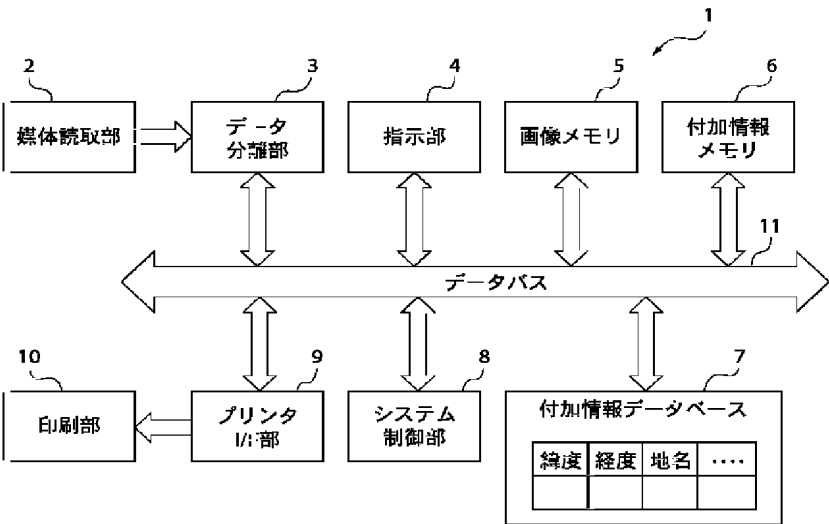 1
2
3
4
5
6
媒体読取部
データ
分離部
指示部
画像メモリ
付加情報
メモリ
11
データバス
10
9
8
7
印刷部
プリンタ
I/F部
システム
制御部
付加情報データベース
緯度 経度 地名 ‥‥